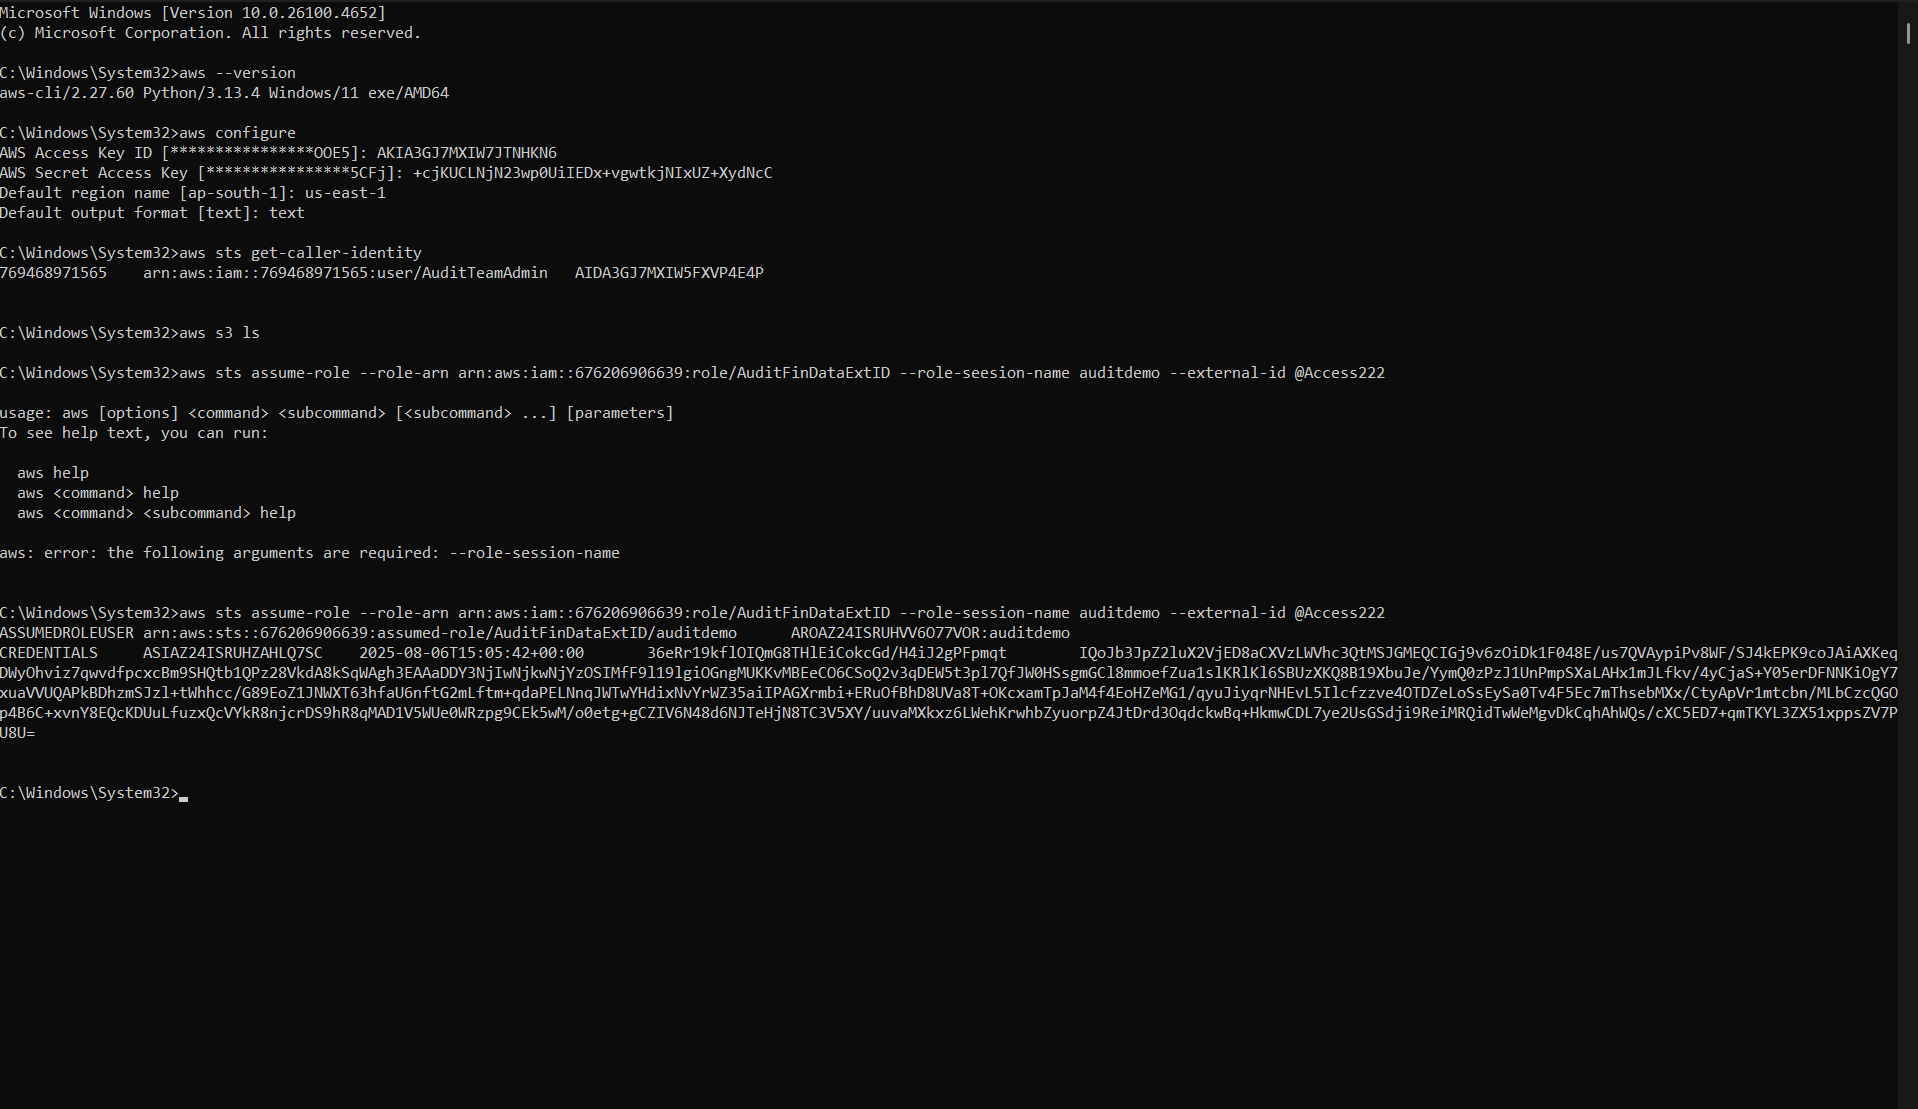 Microsoft Windows [Version 10.0.26100.4652]
(c) Microsoft Corporation. All rights reserved.
C:\Windows\System32>aws --version
aws-cli/2.27.60 Python/3.13.4 Windows/11 exe/AMD64
C:\Windows\System32>aws configure
AWS Access Key ID [****************OOE5]: AKIA3GJ7MXIW7JTNHKN6
AWS Secret Access Key [****************5CFj]: 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
Default region name [ap-south-1]: us-east-1
Default output format [text]: text
C:\Windows\System32>aws sts get-caller-identity
769468971565    arn:aws:iam::769468971565:user/AuditTeamAdmin   AIDA3GJ7MXIW5FXVP4E4P
C:\Windows\System32>aws s3 ls
C:\Windows\System32>aws sts assume-role --role-arn arn:aws:iam::676206906639:role/AuditFinDataExtID --role-seesion-name auditdemo --external-id @Access222
usage: aws [options] <command> <subcommand> [<subcommand> ...] [parameters]
To see help text, you can run:
aws help
aws <command> help
aws <command> <subcommand> help
aws: error: the following arguments are required: --role-session-name
C:\Windows\System32>aws sts assume-role --role-arn arn:aws:iam::676206906639:role/AuditFinDataExtID --role-session-name auditdemo --external-id @Access222
ASSUMEDROLEUSER arn:aws:sts::676206906639:assumed-role/AuditFinDataExtID/auditdemo      AROAZ24ISRUHVV6O77VOR:auditdemo
CREDENTIALS     ASIAZ24ISRUHZAHLQ7SC    2025-08-06T15:05:42+00:00       36eRr19kflOIQmG8THlEiCokcGd/H4iJ2gPFpmqt        IQoJb3JpZ2luX2VjED8aCXVzLWVhc3QtMSJGMEQCIGj9v6zOiDk1F048E/us7QVAypiPv8WF/SJ4kEPK9coJAiAXKeq
DWyOhviz7qwvdfpcxcBm9SHQtb1QPz28VkdA8kSqWAgh3EAAaDDY3NjIwNjkwNjYzOSIMfF9l19lgiOGngMUKKvMBEeCO6CSoQ2v3qDEW5t3pl7QfJW0HSsgmGCl8mmoefZua1slKRlKl6SBUzXKQ8B19XbuJe/YymQ0zPzJ1UnPmpSXaLAHx1mJLfkv/4yCjaS+Y05erDFNNKiOgY7
xuaVVUQAPkBDhzmSJzl+tWhhcc/G89EoZ1JNWXT63hfaU6nftG2mLftm+qdaPELNnqJWTwYHdixNvYrWZ35aiIPAGXrmbi+ERuOfBhD8UVa8T+OKcxamTpJaM4f4EoHZeMG1/qyuJiyqrNHEvL5Ilcfzzve4OTDZeLoSsEySa0Tv4F5Ec7mThsebMXx/CtyApVr1mtcbn/MLbCzcQGO
p4B6C+xvnY8EQcKDUuLfuzxQcVYkR8njcrDS9hR8qMAD1V5WUe0WRzpg9CEk5wM/o0etg+gCZIV6N48d6NJTeHjN8TC3V5XY/uuvaMXkxz6LWehKrwhbZyuorpZ4JtDrd3OqdckwBq+HkmwCDL7ye2UsGSdji9ReiMRQidTwWeMgvDkCqhAhWQs/cXC5ED7+qmTKYL3ZX51xppsZV7P
U8U=
C:\Windows\System32>